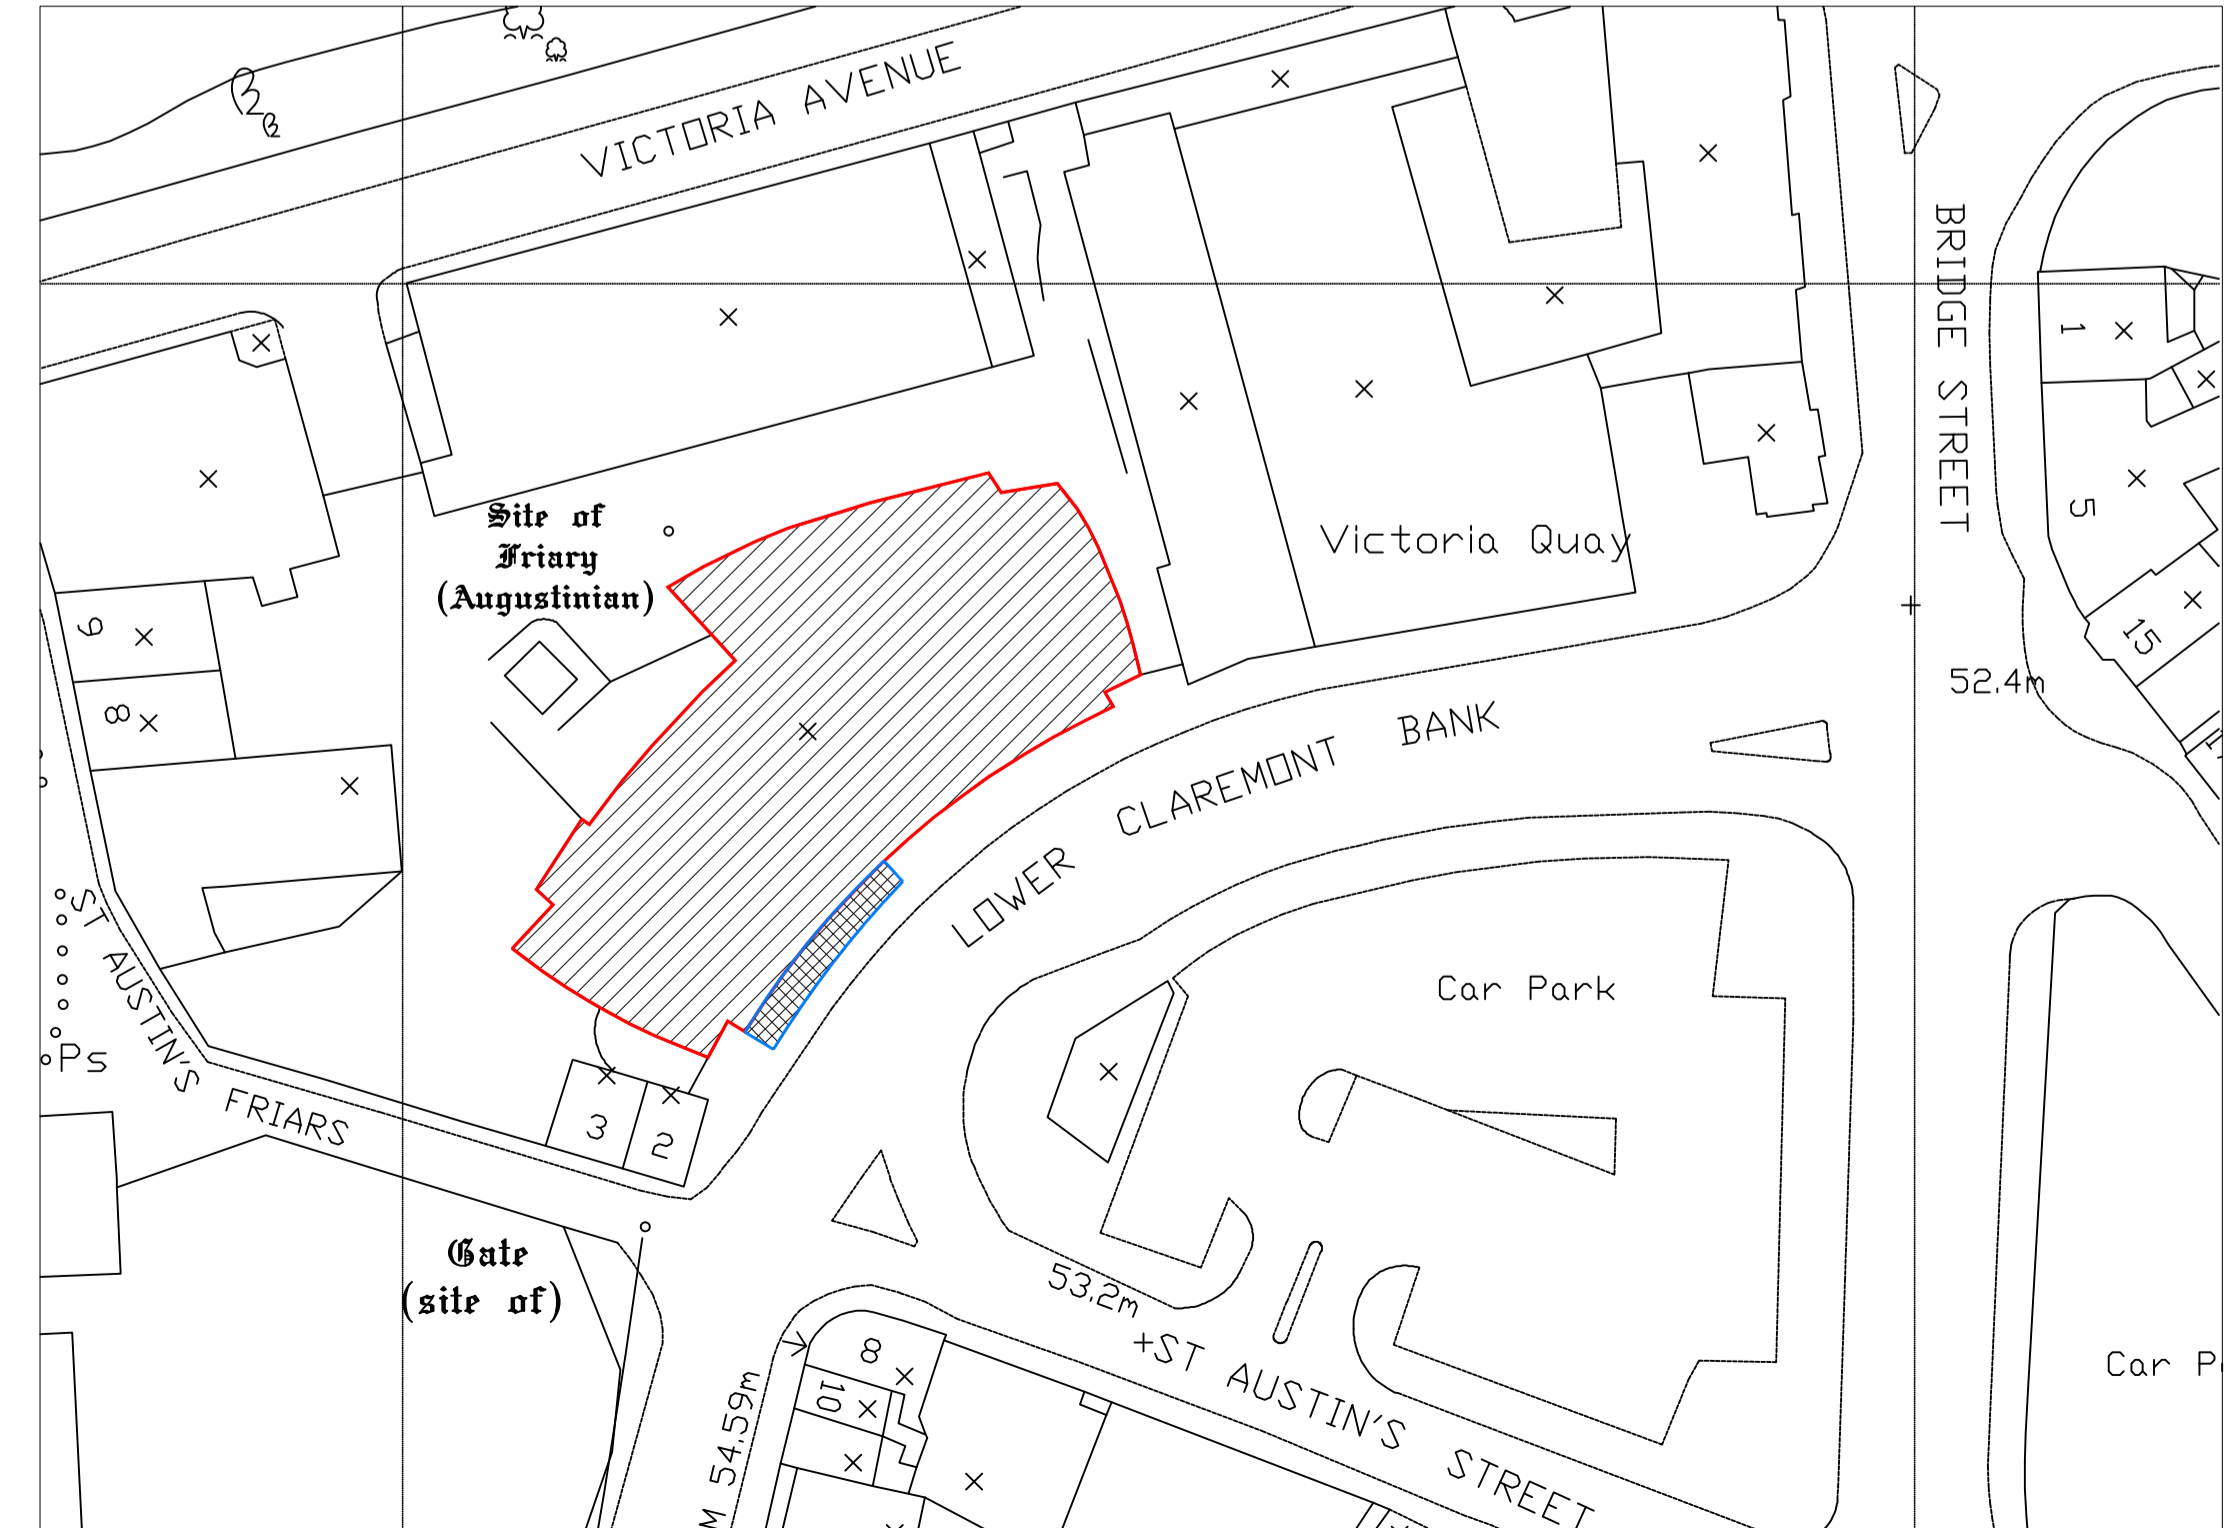 VICTORIA AVENUE
BRIDGE STREET
1
5
15
Site of
Friary
(Augustinian)
Victoria Quay
9
8
52.4m
LOWER CLAREMONT BANK
ST AUSTIN'S FRIARS
Ps
Car Park
3
2
Gate
(site of)
53.2m
ST AUSTIN'S STREET
8
10
M 54.59m
Car P